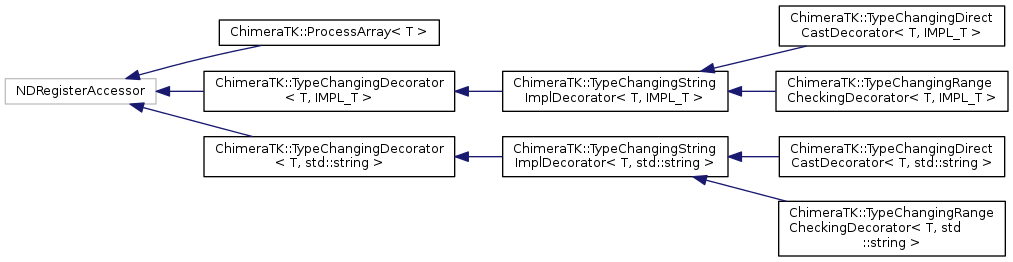 NDRegisterAccessor
ChimeraTK::ProcessArray< T >
ChimeraTK::TypeChangingDecorator
< T, IMPL_T >
ChimeraTK::TypeChangingDecorator
< T, std::string >
ChimeraTK::TypeChangingString
ImplDecorator< T, IMPL_T >
ChimeraTK::TypeChangingString
ImplDecorator< T, std::string >
ChimeraTK::TypeChangingDirect
CastDecorator< T, IMPL_T >
ChimeraTK::TypeChangingRange
CheckingDecorator< T, IMPL_T >
ChimeraTK::TypeChangingDirect
CastDecorator< T, std::string >
ChimeraTK::TypeChangingRange
CheckingDecorator< T, std
::string >